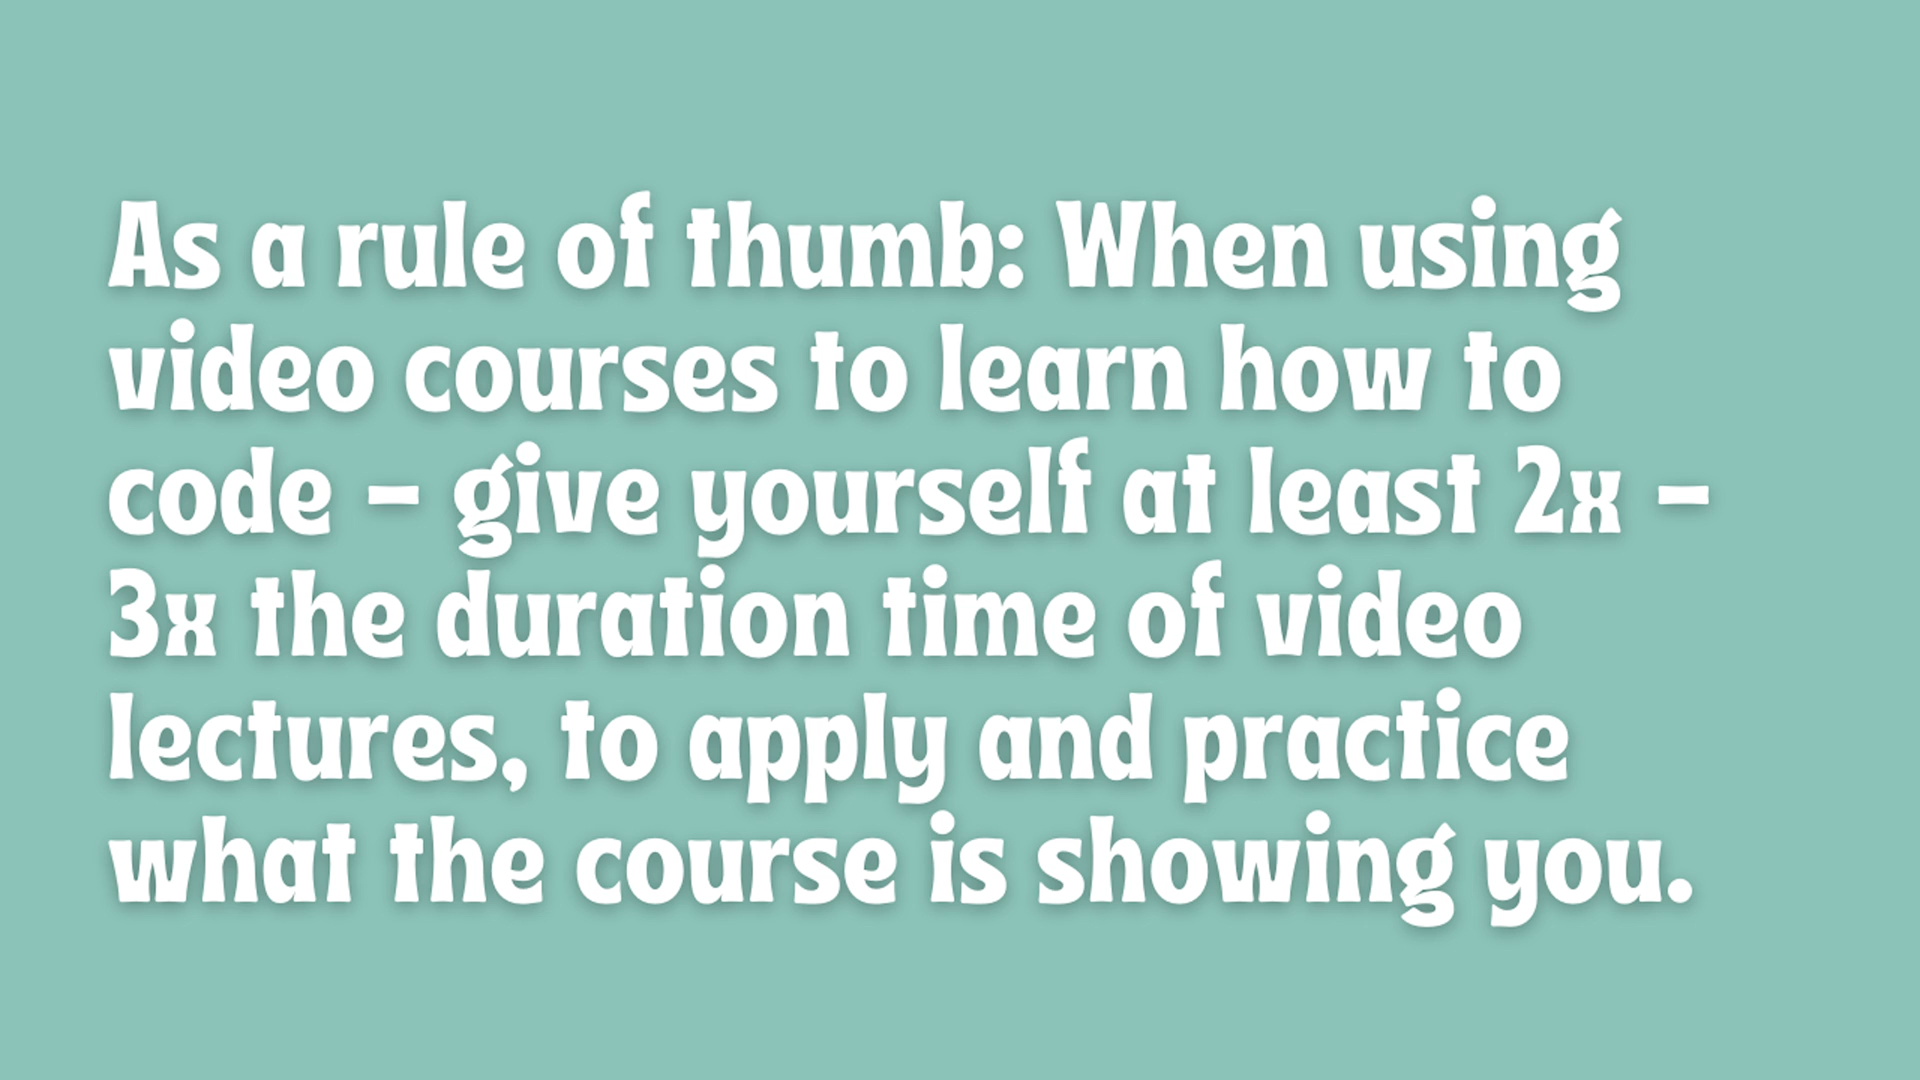 As a rule of thumb: When using
video courses to learn how to
code – give yourself at least 2x –
3x the duration time of video
lectures, to apply and practice
what the course is showing you.